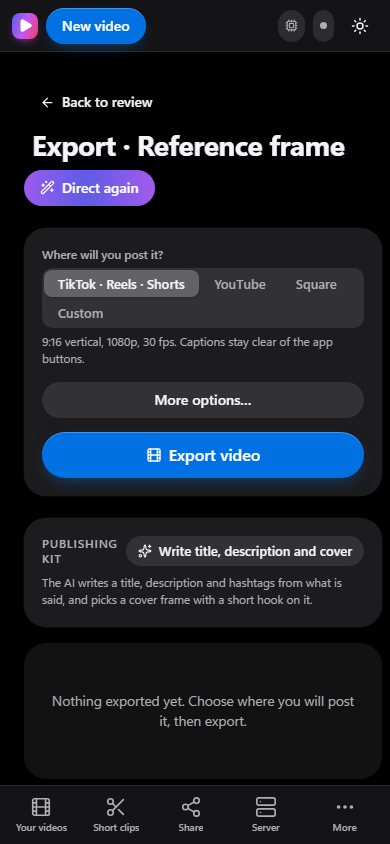 New video
Back to review
Export · Reference frame
Direct again
Where will you post it?
TikTok · Reels · Shorts
YouTube
Square
Custom
9:16 vertical, 1080p, 30 fps. Captions stay clear of the app
buttons.
More options...
Export video
PUBLISHING
KIT
Write title, description and cover
The AI writes a title, description and hashtags from what is
said, and picks a cover frame with a short hook on it.
Nothing exported yet. Choose where you will post
it, then export.
Your videos
Short clips
Share
Server
More